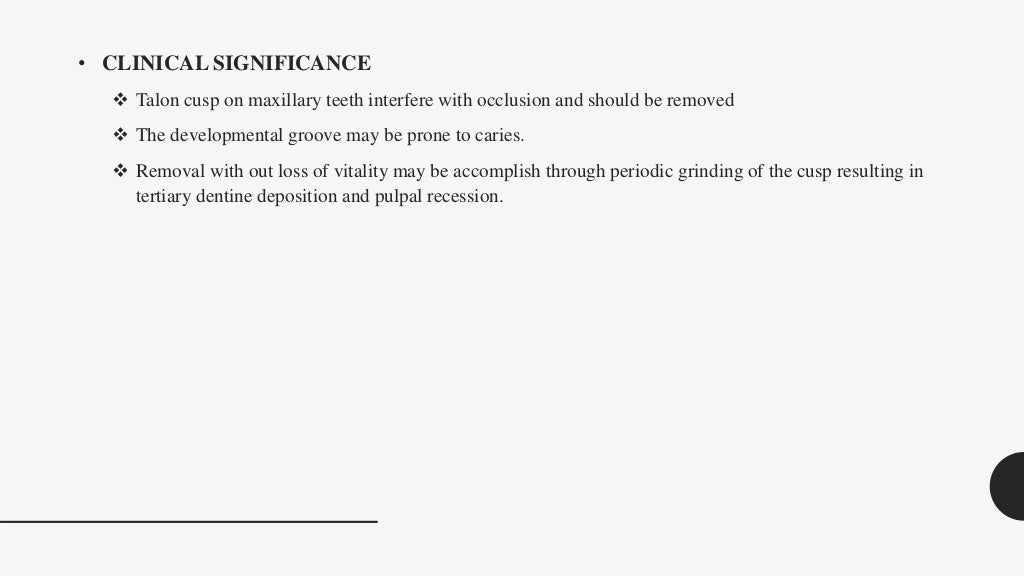 • CLINICAL SIGNIFICANCE
❖ Talon cusp on maxillary teeth interfere with occlusion and should be removed
❖ The developmental groove may be prone to caries.
❖ Removal with out loss of vitality may be accomplish through periodic grinding of the cusp resulting in
tertiary dentine deposition and pulpal recession.